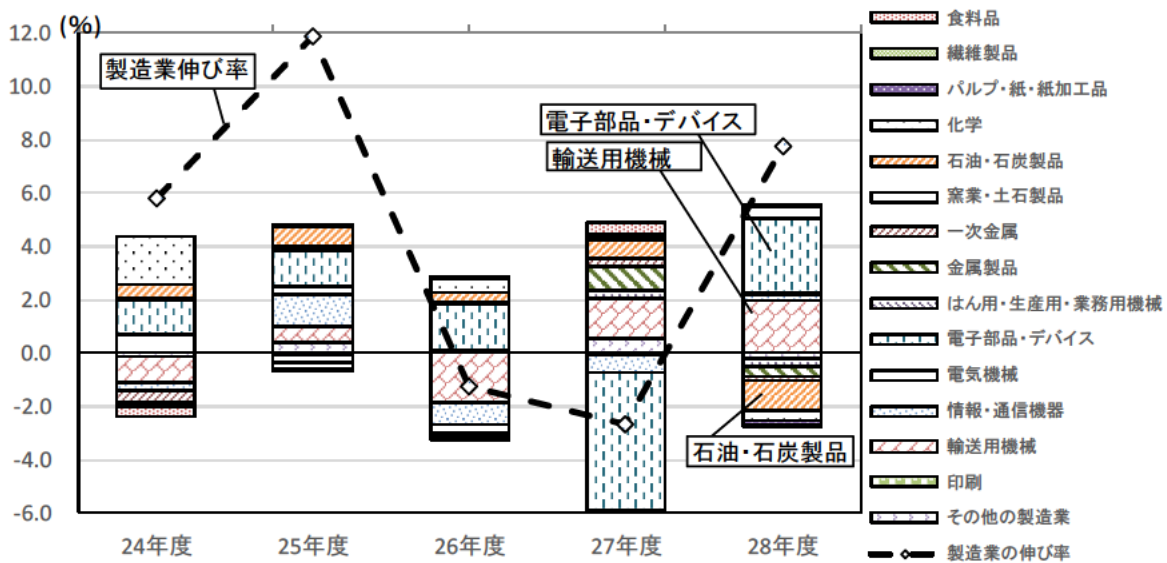 (%)
12.0
10.0
8.0
6.0
4.0
2.0
0.0
-2.0
-4.0
-6.0
製造業伸び率
電子部品・デバイス
輸送用機械
石油・石炭製品
24年度
25年度
26年度
27年度
28年度
食料品
繊維製品
パルプ・紙・紙加工品
化学
石油・石炭製品
窯業・土石製品
一次金属
金属製品
はん用・生産用・業務用機械
電子部品・デバイス
電気機械
情報・通信機器
輸送用機械
印刷
その他の製造業
製造業の伸び率